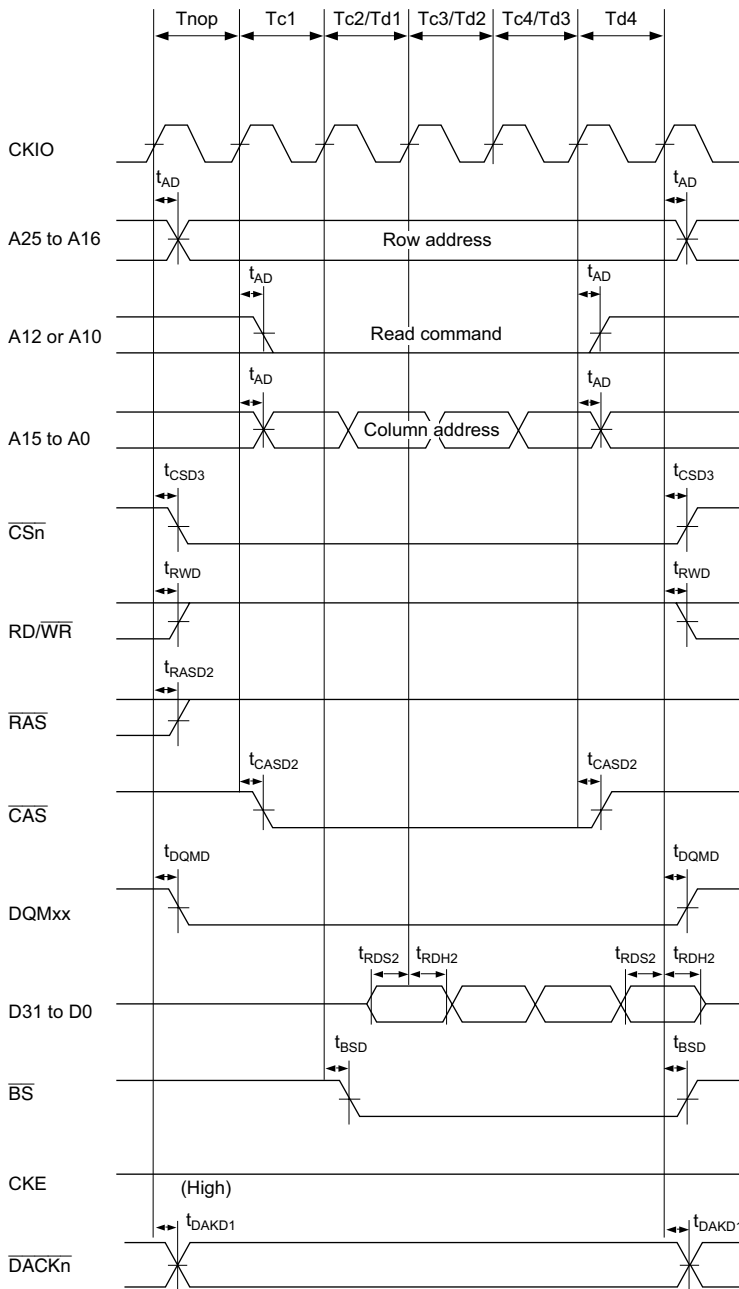 Tnop Tc1 Tc2/Td1 Tc3/Td2 Tc4/Td3 Td4
CKIO
tAD tAD
A25 to A16 Row address
tAD tAD
A12 or A10 Read command
tAD tAD
A15 to A0 Column address
tCSD3 tCSD3
CSn
tRWD tRWD
RD/WR
tRASD2
RAS
tCASD2 tCASD2
CAS
tDQMD tDQMD
DQMxx
tRDS2 tRDH2 tRDS2 tRDH2
D31 to D0
tBSD tBSD
BS
CKE (High)
tDAKD1 tDAKD1
DACKn